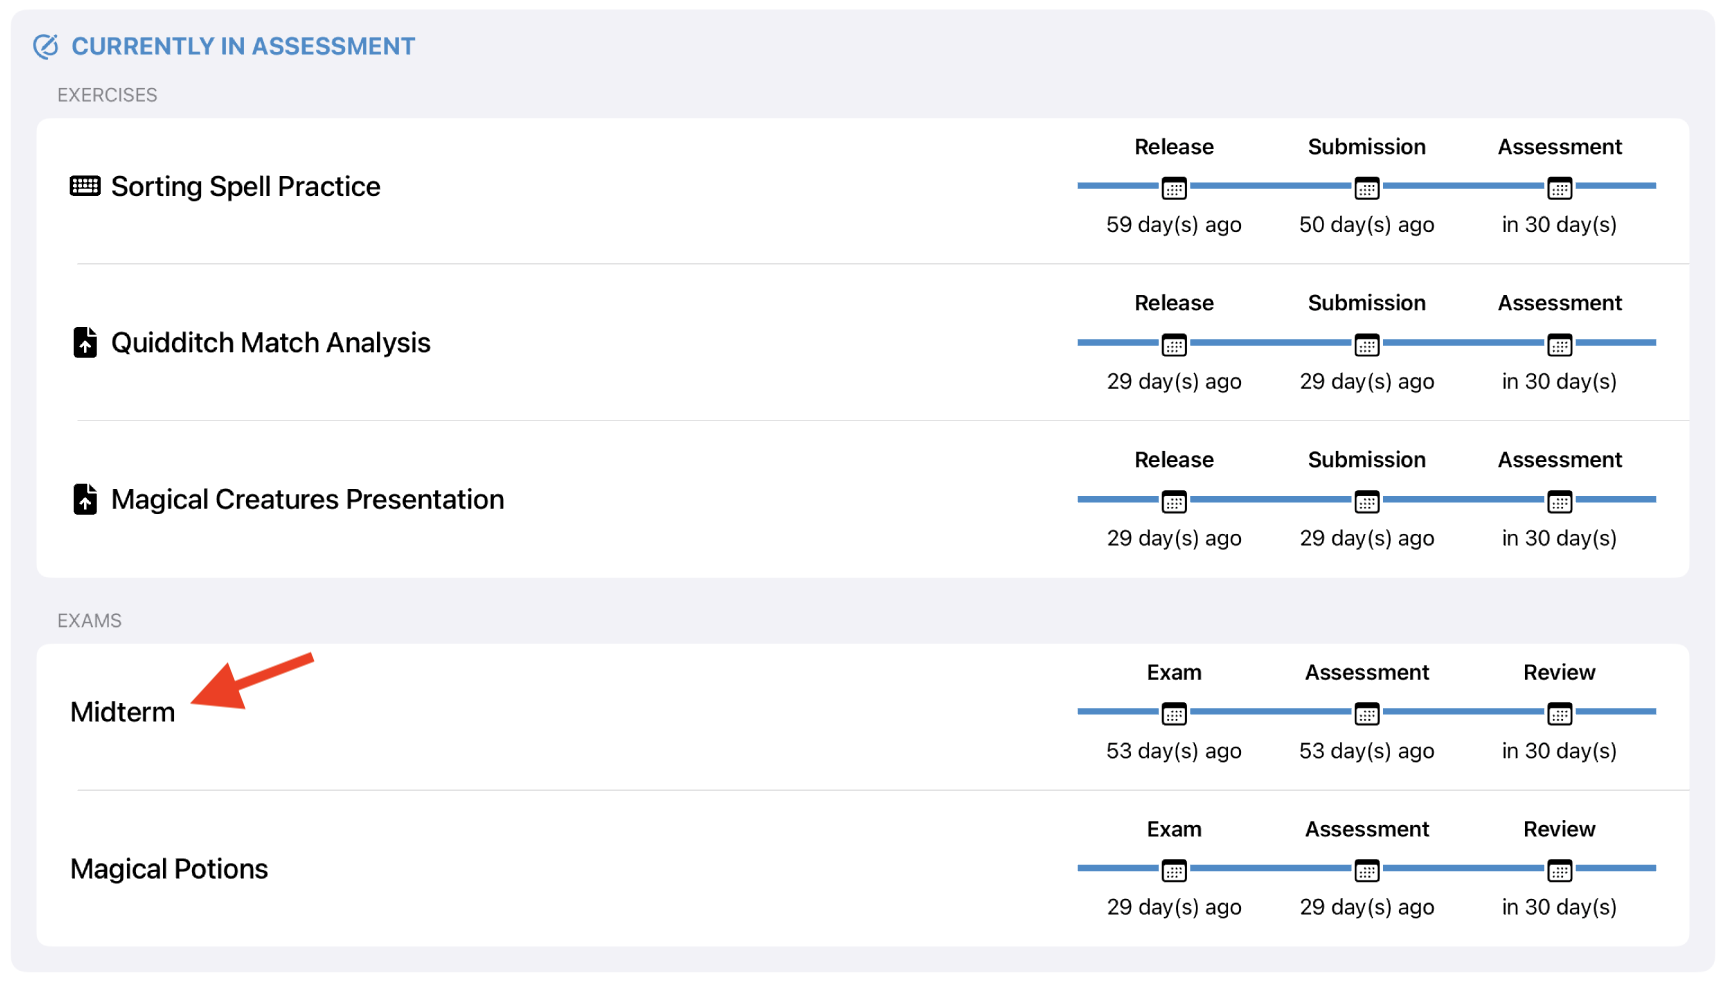 CURRENTLY IN ASSESSMENT
EXERCISES
Sorting Spell Practice
Release Submission Assessment
59 day(s) ago 50 day(s) ago in 30 day(s)
Quidditch Match Analysis
Release Submission Assessment
29 day(s) ago 29 day(s) ago in 30 day(s)
Magical Creatures Presentation
Release Submission Assessment
29 day(s) ago 29 day(s) ago in 30 day(s)
EXAMS
Midterm
Exam Assessment Review
53 day(s) ago 53 day(s) ago in 30 day(s)
Magical Potions
Exam Assessment Review
29 day(s) ago 29 day(s) ago in 30 day(s)